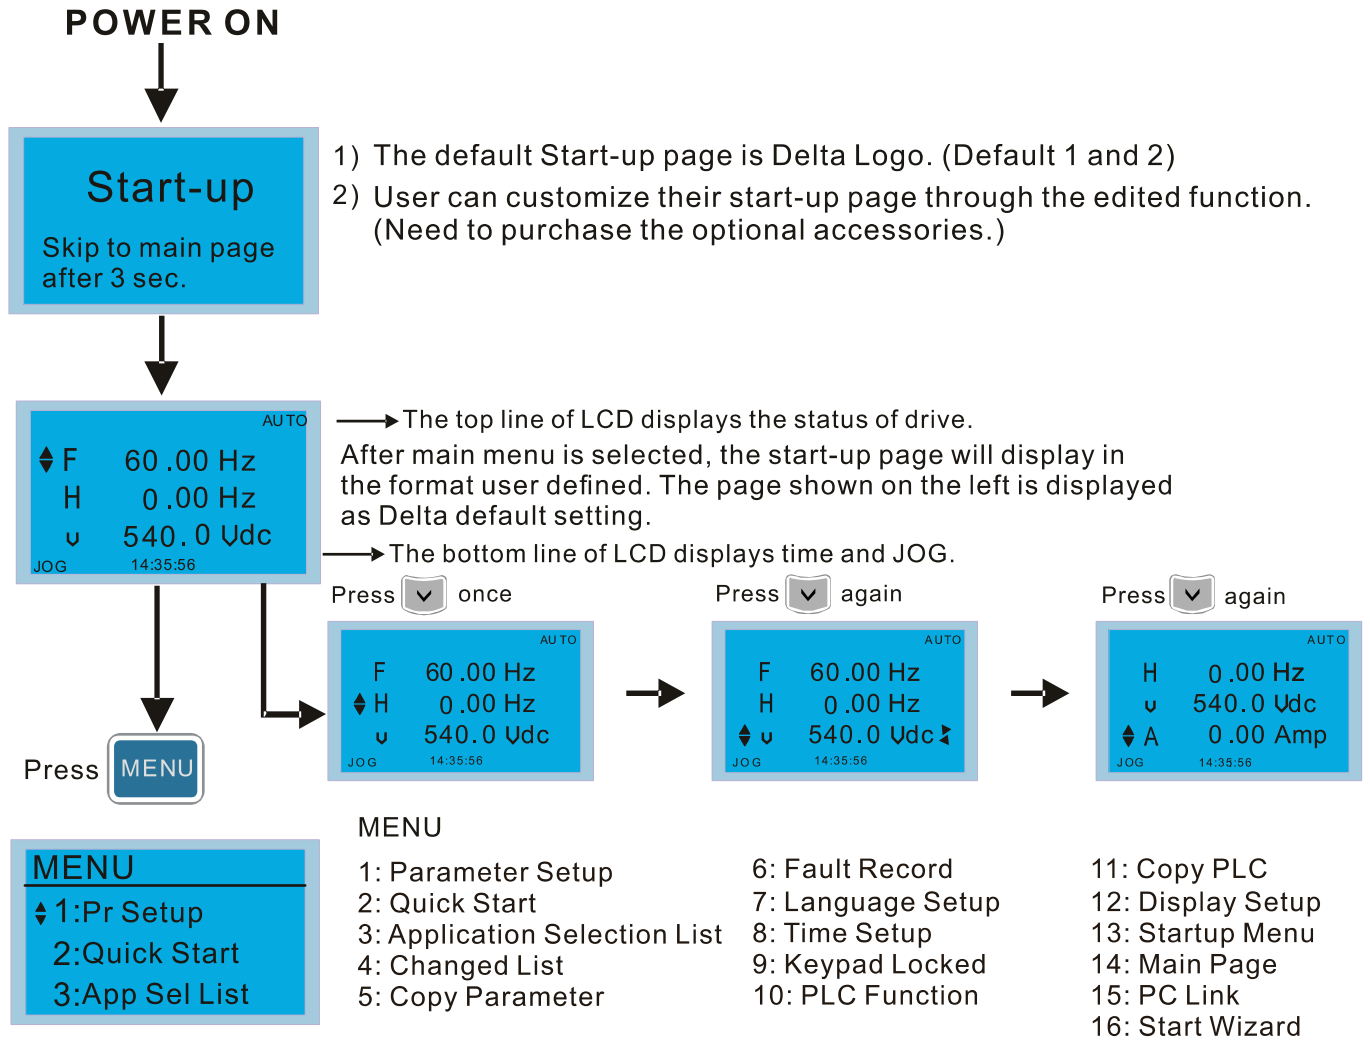 POWER ON
Start-up
Skip to main page
after 3 sec.
1) The default Start-up page is Delta Logo. (Default 1 and 2)
2) User can customize their start-up page through the edited function.
(Need to purchase the optional accessories.)
AUTO
F 60.00 Hz
H 0.00 Hz
v 540.0 Vdc
JOG 14:35:56
The top line of LCD displays the status of drive.
After main menu is selected, the start-up page will display in
the format user defined. The page shown on the left is displayed
as Delta default setting.
The bottom line of LCD displays time and JOG.
Press once
AUTO
F 60.00 Hz
H 0.00 Hz
v 540.0 Vdc
JOG 14:35:56
Press again
AUTO
F 60.00 Hz
H 0.00 Hz
v 540.0 Vdc
JOG 14:35:56
Press again
AUTO
H 0.00 Hz
v 540.0 Vdc
A 0.00 Amp
JOG 14:35:56
Press MENU
MENU
1:Pr Setup
2:Quick Start
3:App Sel List
MENU
1: Parameter Setup
2: Quick Start
3: Application Selection List
4: Changed List
5: Copy Parameter
6: Fault Record
7: Language Setup
8: Time Setup
9: Keypad Locked
10: PLC Function
11: Copy PLC
12: Display Setup
13: Startup Menu
14: Main Page
15: PC Link
16: Start Wizard